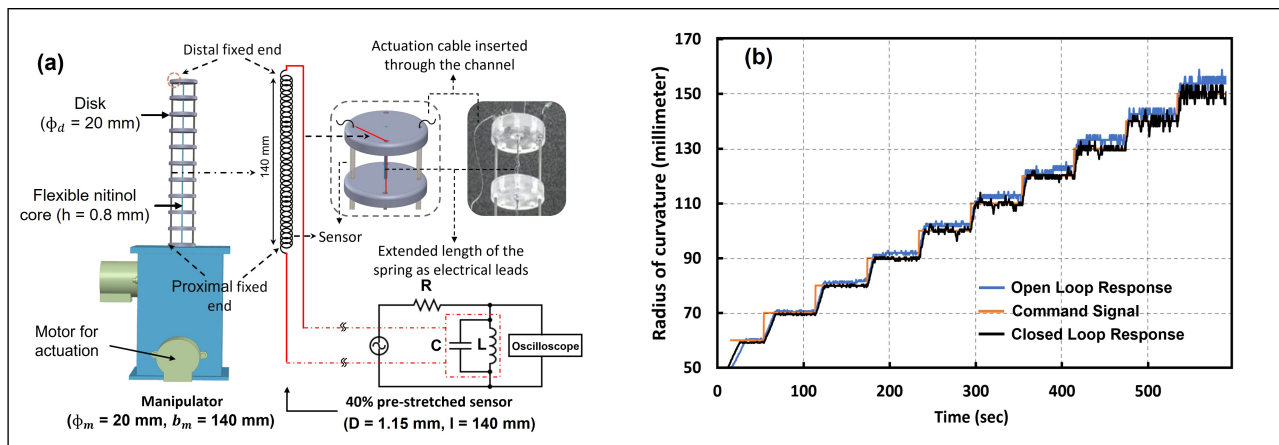 (a)
Distal fixed end
Disk
(ϕ_d = 20 mm)
Flexible nitinol
core (h = 0.8 mm)
Proximal fixed
end
Motor for
actuation
Manipulator
(ϕ_m = 20 mm, b_m = 140 mm)
140 mm
Actuation cable inserted
through the channel
Sensor
Extended length of the
spring as electrical leads
R
C
L
Oscilloscope
40% pre-stretched sensor
(D = 1.15 mm, l = 140 mm)
(b)
Radius of curvature (millimeter)
170
150
130
110
90
70
50
Open Loop Response
Command Signal
Closed Loop Response
0 100 200 300 400 500
Time (sec)